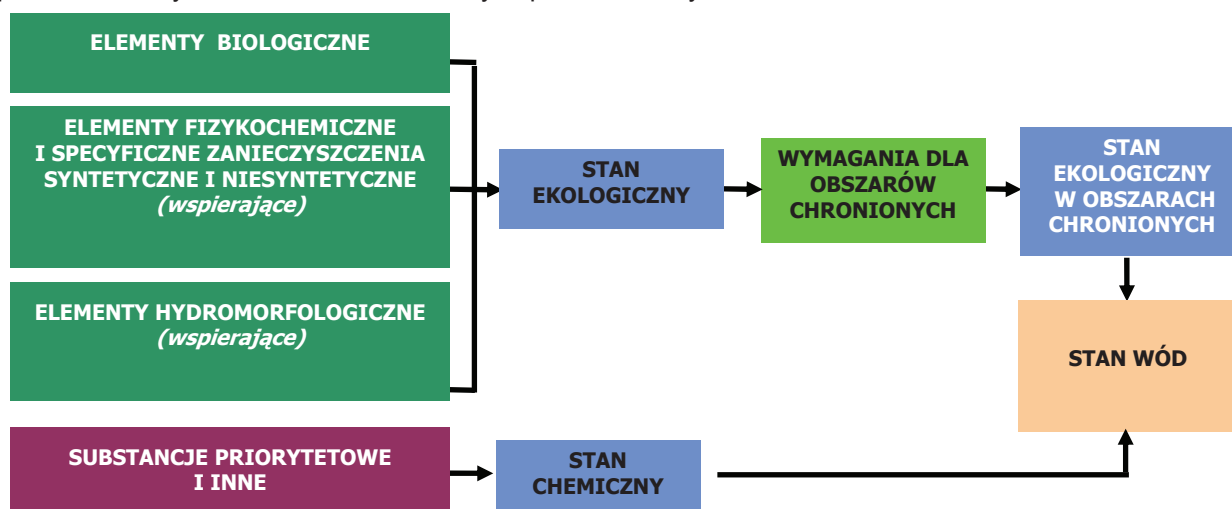 ELEMENTY BIOLOGICZNE
ELEMENTY FIZYKOCHEMICZNE
I SPECYFICZNE ZANIECZYSZCZENIA
SYNTETYCZNE I NIESYNTETYCZNE
(wspierające)
ELEMENTY HYDROMORFOLOGICZNE
(wspierające)
SUBSTANCJE PRIORYTETOWE
I INNE
STAN
EKOLOGICZNY
STAN
CHEMICZNY
WYMAGANIA DLA
OBSZARÓW
CHRONIONYCH
STAN
EKOLOGICZNY
W OBSZARACH
CHRONIONYCH
STAN WÓD